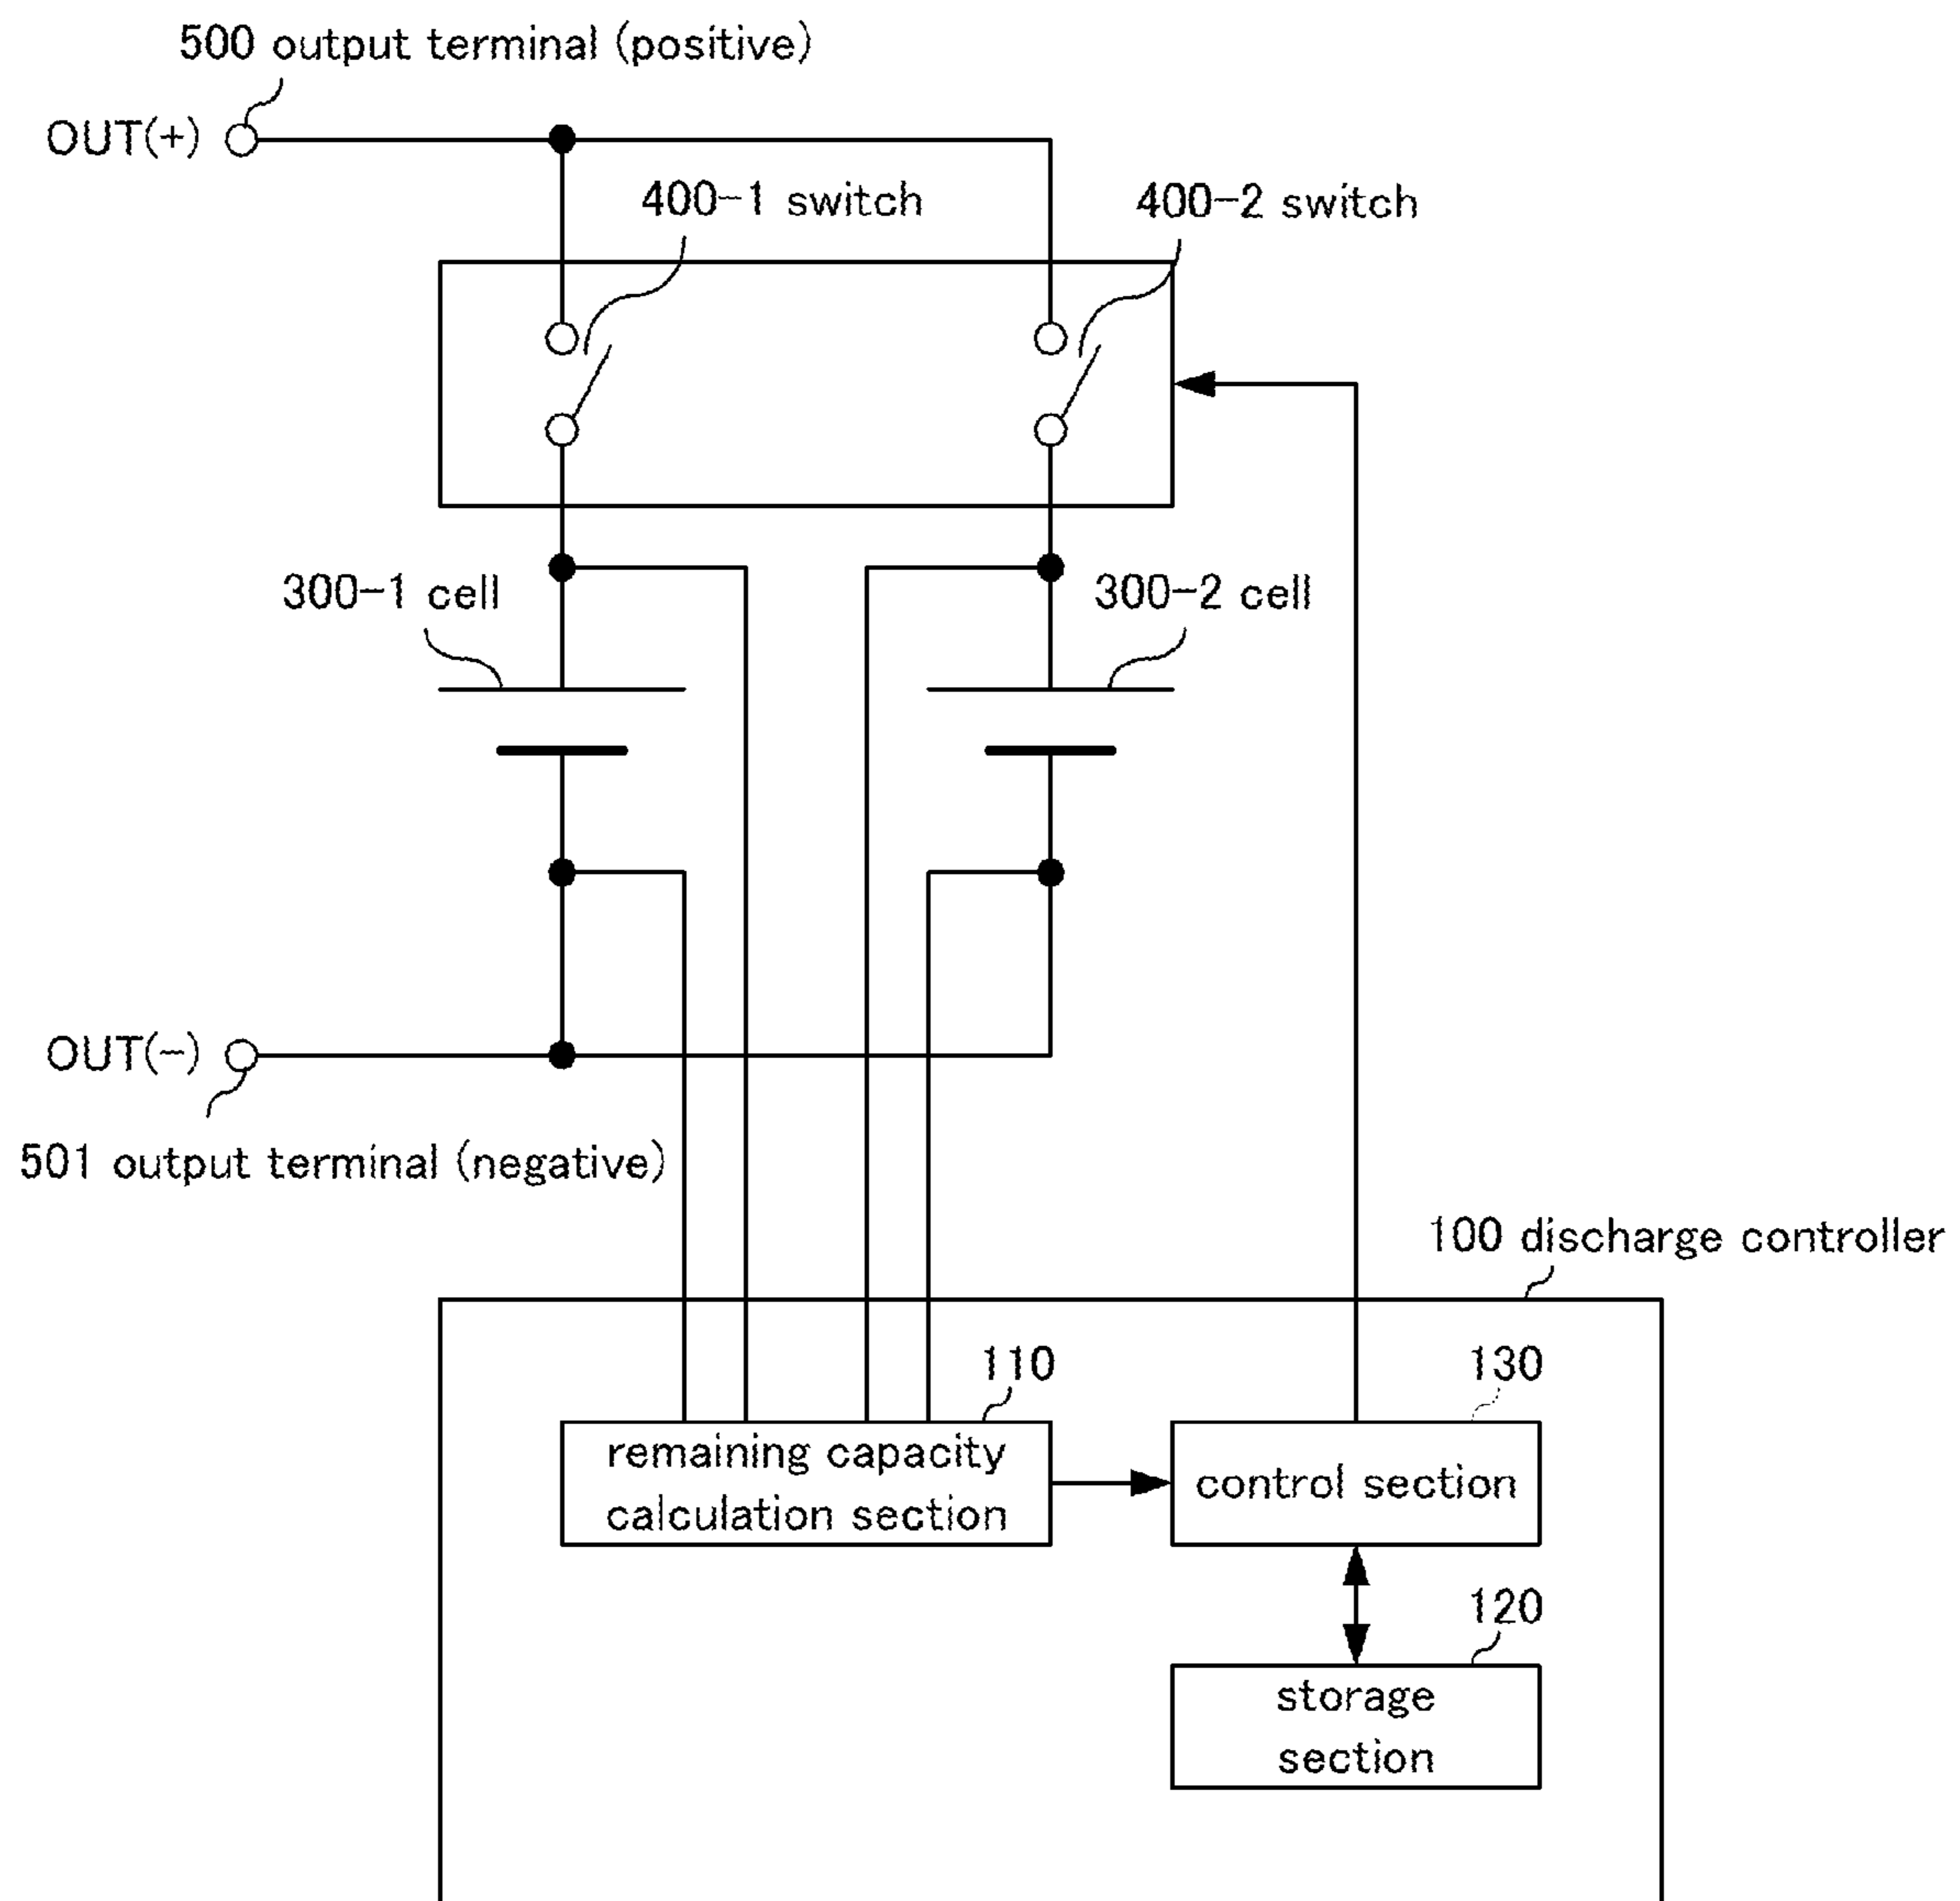 500 output terminal (positive)
OUT(+)
400-1 switch
400-2 switch
300-1 cell
300-2 cell
OUT(-)
501 output terminal (negative)
100 discharge controller
110
130
remaining capacity
calculation section
control section
120
storage
section